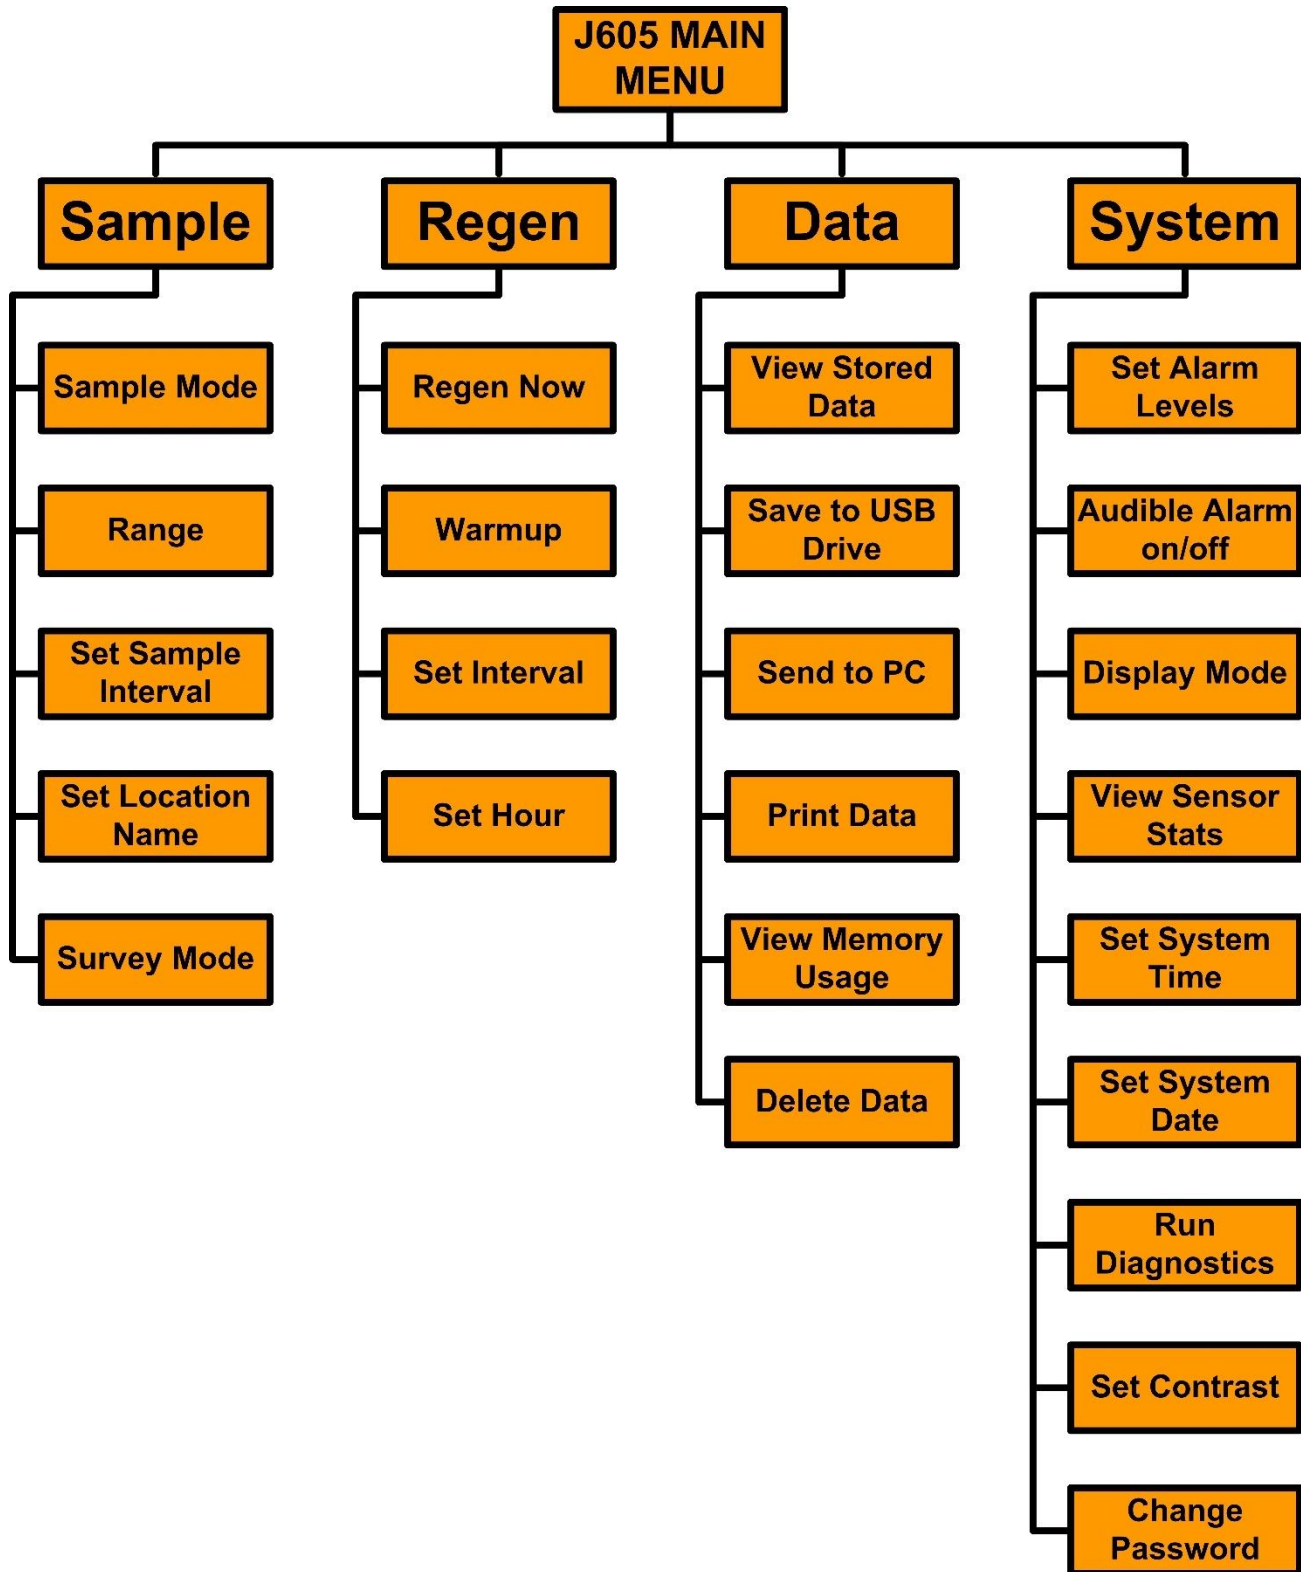 J605 MAIN
MENU
Sample
Regen
Data
System
Sample Mode
Range
Set Sample
Interval
Set Location
Name
Survey Mode
Regen Now
Warmup
Set Interval
Set Hour
View Stored
Data
Save to USB
Drive
Send to PC
Print Data
View Memory
Usage
Delete Data
Set Alarm
Levels
Audible Alarm
on/off
Display Mode
View Sensor
Stats
Set System
Time
Set System
Date
Run
Diagnostics
Set Contrast
Change
Password